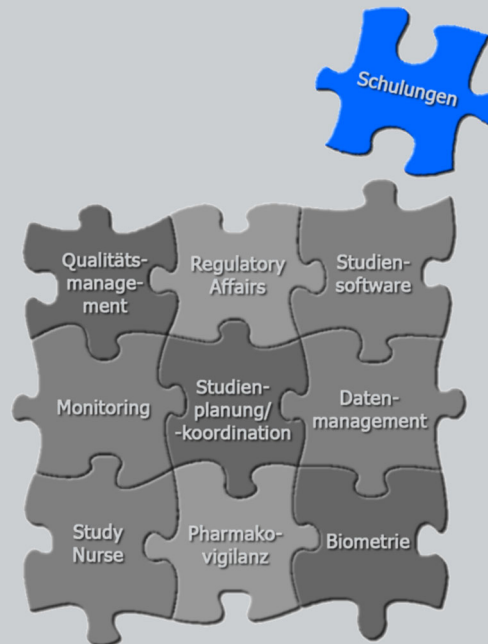 Schulungen
Qualitäts-
manage-
ment
Regulatory
Affairs
Studien-
software
Monitoring
Studien-
planung/
-koordination
Daten-
management
Study
Nurse
Pharmako-
vigilanz
Biometrie